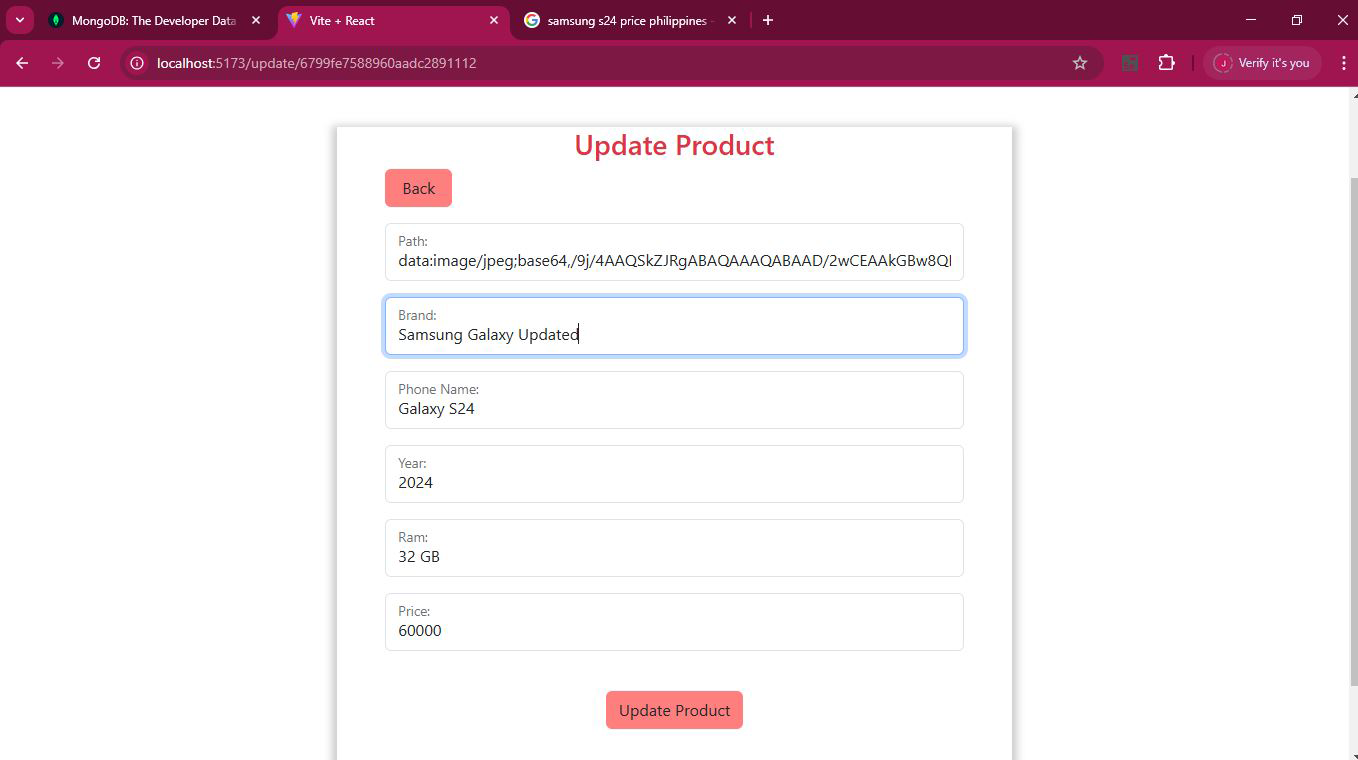 MongoDB: The Developer Data
Vite + React
samsung s24 price philippines -
localhost:5173/update/6799fe7588960aadc2891112
J
Verify it's you
Update Product
Back
Path:
data:image/jpeg;base64,/9j/4AAQSkZJRgABAQAAAQABAAD/2wCEAAkGBw8QE
Brand:
Samsung Galaxy Updated
Phone Name:
Galaxy S24
Year:
2024
Ram:
32 GB
Price:
60000
Update Product